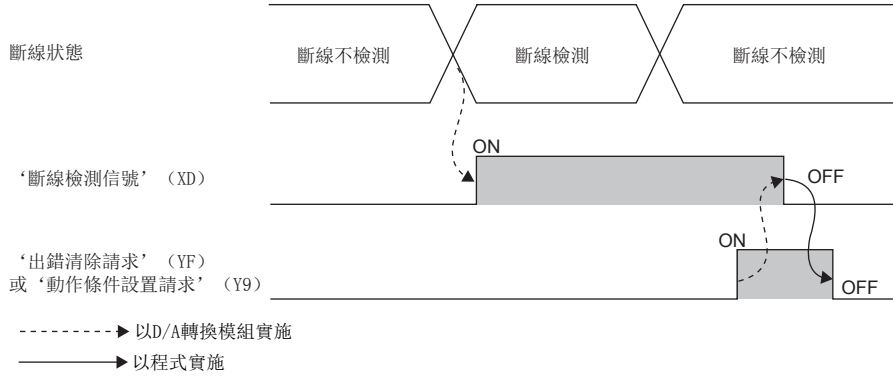 斷線狀態
斷線不檢測
斷線檢測
斷線不檢測
ON
‘斷線檢測信號’（XD）
OFF
ON
‘出錯清除請求’（YF）
或‘動作條件設置請求’（Y9）
OFF
以D/A轉換模組實施
以程式實施